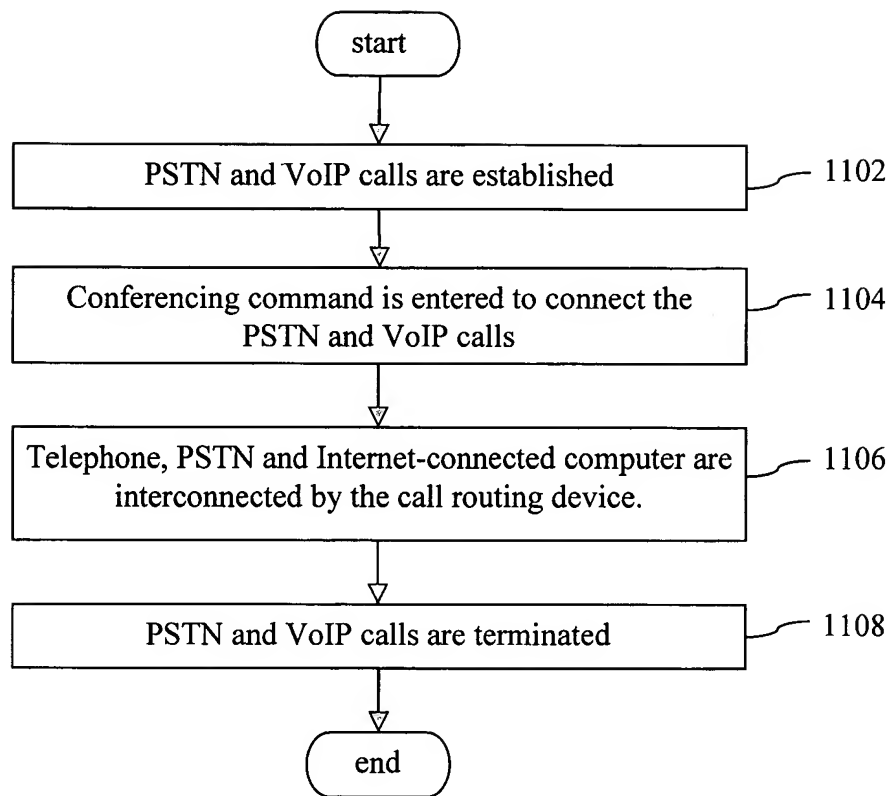 start
PSTN and VoIP calls are established
1102
Conferencing command is entered to connect the
PSTN and VoIP calls
1104
Telephone, PSTN and Internet-connected computer are
interconnected by the call routing device.
1106
PSTN and VoIP calls are terminated
1108
end